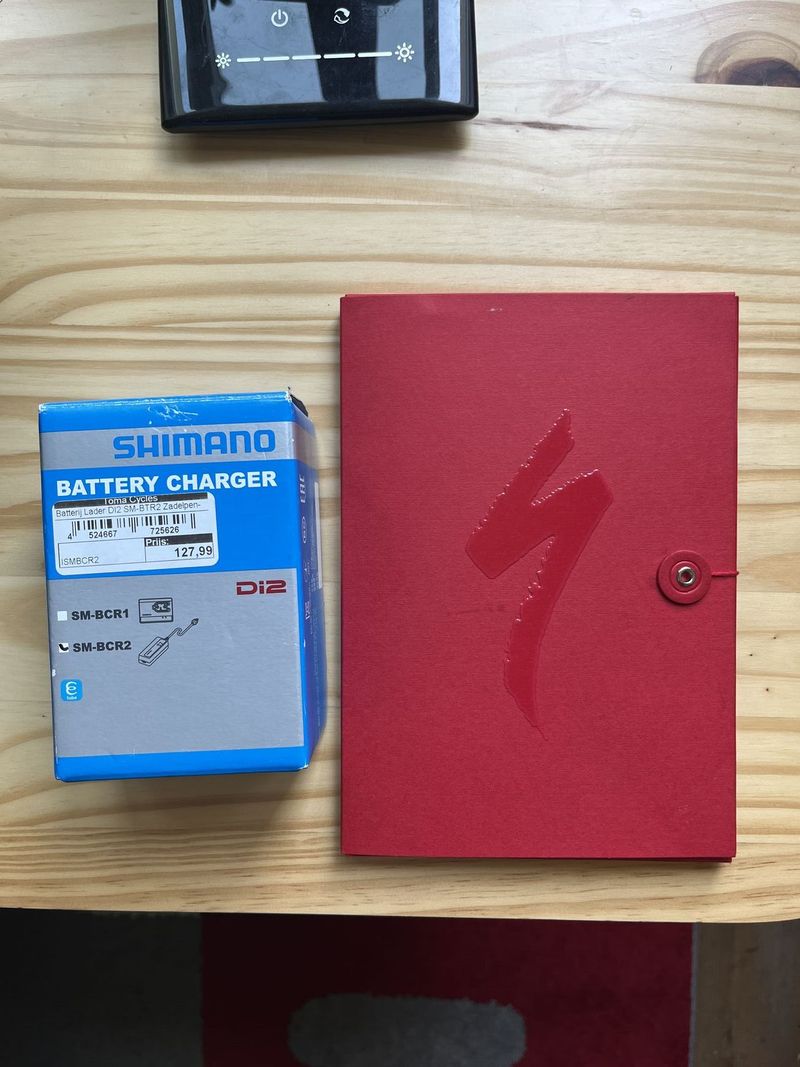 SHIMANO
BATTERY CHARGER
Toma Cycles
Batterij Lader DI2 SM-BTR2 Zadelpen-
4 524667 725626
Prijs:
127,99
ISMBCR2
Di2
SM-BCR1
SM-BCR2
EAC